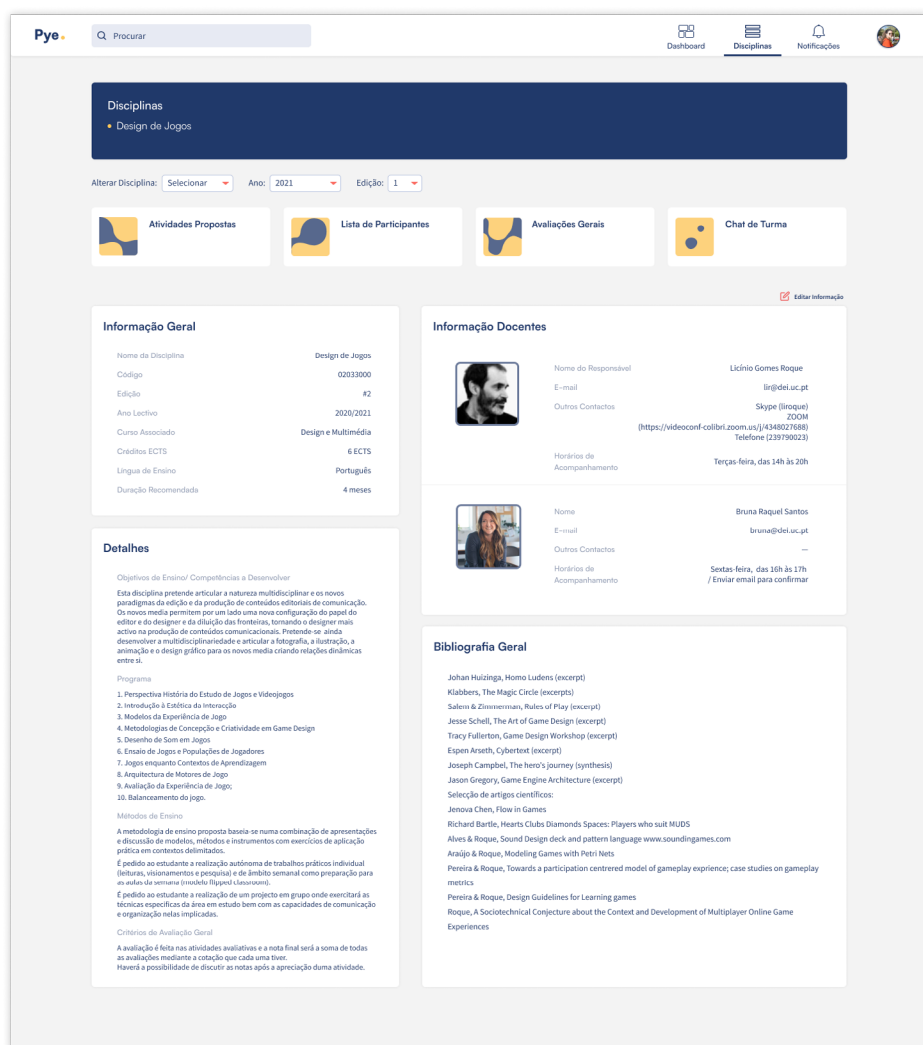 Pye.
Procurar
Dashboard
Disciplinas
Notificações
Disciplinas
• Design de Jogos
Alterar Disciplina: Selecionar
Ano: 2021
Edição: 1
Atividades Propostas
Lista de Participantes
Avaliações Gerais
Chat de Turma
Editar Informação
Informação Geral
Nome da Disciplina Design de Jogos
Código 02033000
Edição #2
Ano Lectivo 2020/2021
Curso Associado Design e Multimédia
Créditos ECTS 6 ECTS
Língua de Ensino Português
Duração Recomendada 4 meses
Detalhes
Objetivos de Ensino/ Competências a Desenvolver
Esta disciplina pretende articular a natureza multidisciplinar e os novos
paradigmas da edição e da produção de conteúdos editoriais de comunicação.
Os novos media permitem por um lado uma nova configuração do papel do
editor e do designer e da diluição das fronteiras, tornando o designer mais
activo na produção de conteúdos comunicacionais. Pretende-se ainda
desenvolver a multidisciplinariedade e articular a fotografia, a ilustração, a
animação e o design gráfico para os novos media criando relações dinâmicas
entre si.
Programa
1. Perspectiva História do Estudo de Jogos e Videojogos
2. Introdução à Estética da Interacção
3. Modelos da Experiência de Jogo
4. Metodologias de Concepção e Criatividade em Game Design
5. Desenho de Som em Jogos
6. Ensaio de Jogos e Populações de Jogadores
7. Jogos enquanto Contextos de Aprendizagem
8. Arquitectura de Motores de Jogo
9. Avaliação da Experiência de Jogo;
10. Balanceamento do jogo.
Métodos de Ensino
A metodologia de ensino proposta baseia-se numa combinação de apresentações
e discussão de modelos, métodos e instrumentos com exercícios de aplicação
prática em contextos delimitados.
É pedido ao estudante a realização autónoma de trabalhos práticos individual
(leituras, visionamentos e pesquisa) e de âmbito semanal como preparação para
as aulas da semana (modelo flipped classroom).
É pedido ao estudante a realização de um projecto em grupo onde exercitará as
técnicas específicas da área em estudo bem com as capacidades de comunicação
e organização nelas implicadas.
Critérios de Avaliação Geral
A avaliação é feita nas atividades avaliativas e a nota final será a soma de todas
as avaliações mediante a cotação que cada uma tiver.
Haverá a possibilidade de discutir as notas após a apreciação duma atividade.
Informação Docentes
Nome do Responsável Licínio Gomes Roque
E-mail lir@dei.uc.pt
Outros Contactos Skype (liroque)
ZOOM
(https://videoconf-colibri.zoom.us/j/4348027688)
Telefone (239790023)
Horários de
Acompanhamento Terças-feira, das 14h às 20h
Nome Bruna Raquel Santos
E-mail bruna@dei.uc.pt
Outros Contactos —
Horários de Sextas-feira, das 16h às 17h
Acompanhamento / Enviar email para confirmar
Bibliografia Geral
Johan Huizinga, Homo Ludens (excerpt)
Klabbers, The Magic Circle (excerpts)
Salem & Zimmerman, Rules of Play (excerpt)
Jesse Schell, The Art of Game Design (excerpt)
Tracy Fullerton, Game Design Workshop (excerpt)
Espen Arseth, Cybertext (excerpt)
Joseph Campbel, The hero's journey (synthesis)
Jason Gregory, Game Engine Architecture (excerpt)
Selecção de artigos científicos:
Jenova Chen, Flow in Games
Richard Bartle, Hearts Clubs Diamonds Spaces: Players who suit MUDS
Alves & Roque, Sound Design deck and pattern language www.soundingames.com
Araújo & Roque, Modeling Games with Petri Nets
Pereira & Roque, Towards a participation centrered model of gameplay exprience; case studies on gameplay
metrics
Pereira & Roque, Design Guidelines for Learning games
Roque, A Sociotechnical Conjecture about the Context and Development of Multiplayer Online Game
Experiences